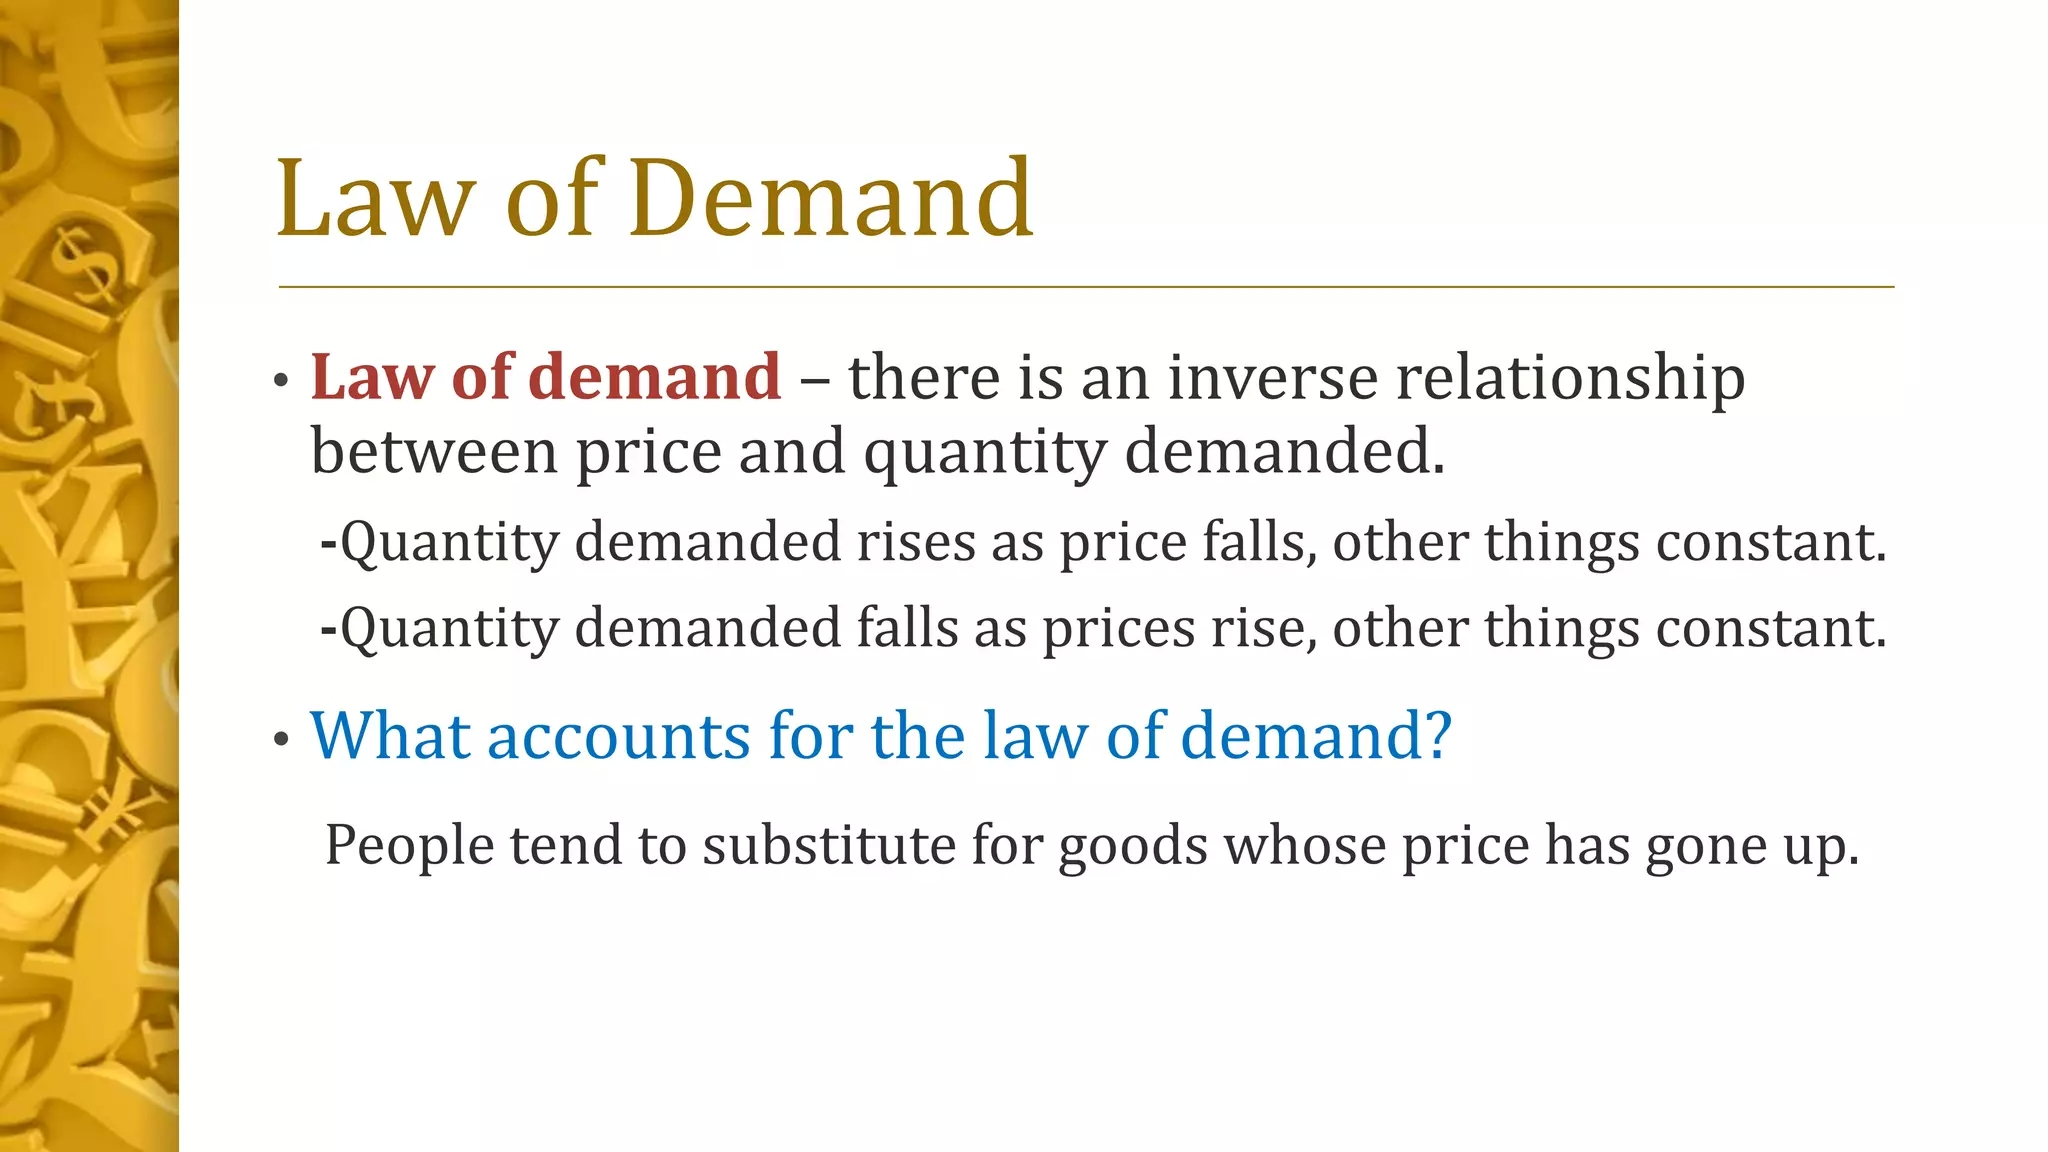 Law of Demand
• Law of demand – there is an inverse relationship
between price and quantity demanded.
-Quantity demanded rises as price falls, other things constant.
-Quantity demanded falls as prices rise, other things constant.
• What accounts for the law of demand?
People tend to substitute for goods whose price has gone up.